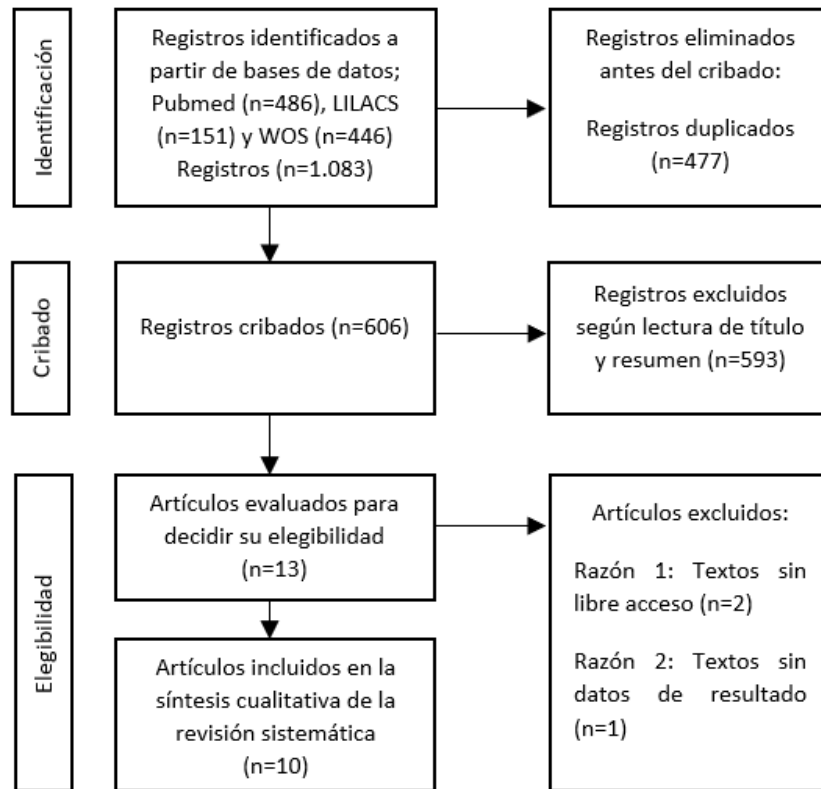 Identificación
Registros identificados a
partir de bases de datos;
Pubmed (n=486), LILACS
(n=151) y WOS (n=446)
Registros (n=1.083)
Registros eliminados
antes del cribado:
Registros duplicados
(n=477)
Cribado
Registros cribados (n=606)
Registros excluidos
según lectura de título
y resumen (n=593)
Elegibilidad
Artículos evaluados para
decidir su elegibilidad
(n=13)
Artículos excluidos:
Razón 1: Textos sin
libre acceso (n=2)
Razón 2: Textos sin
datos de resultado
(n=1)
Artículos incluidos en la
síntesis cualitativa de la
revisión sistemática
(n=10)